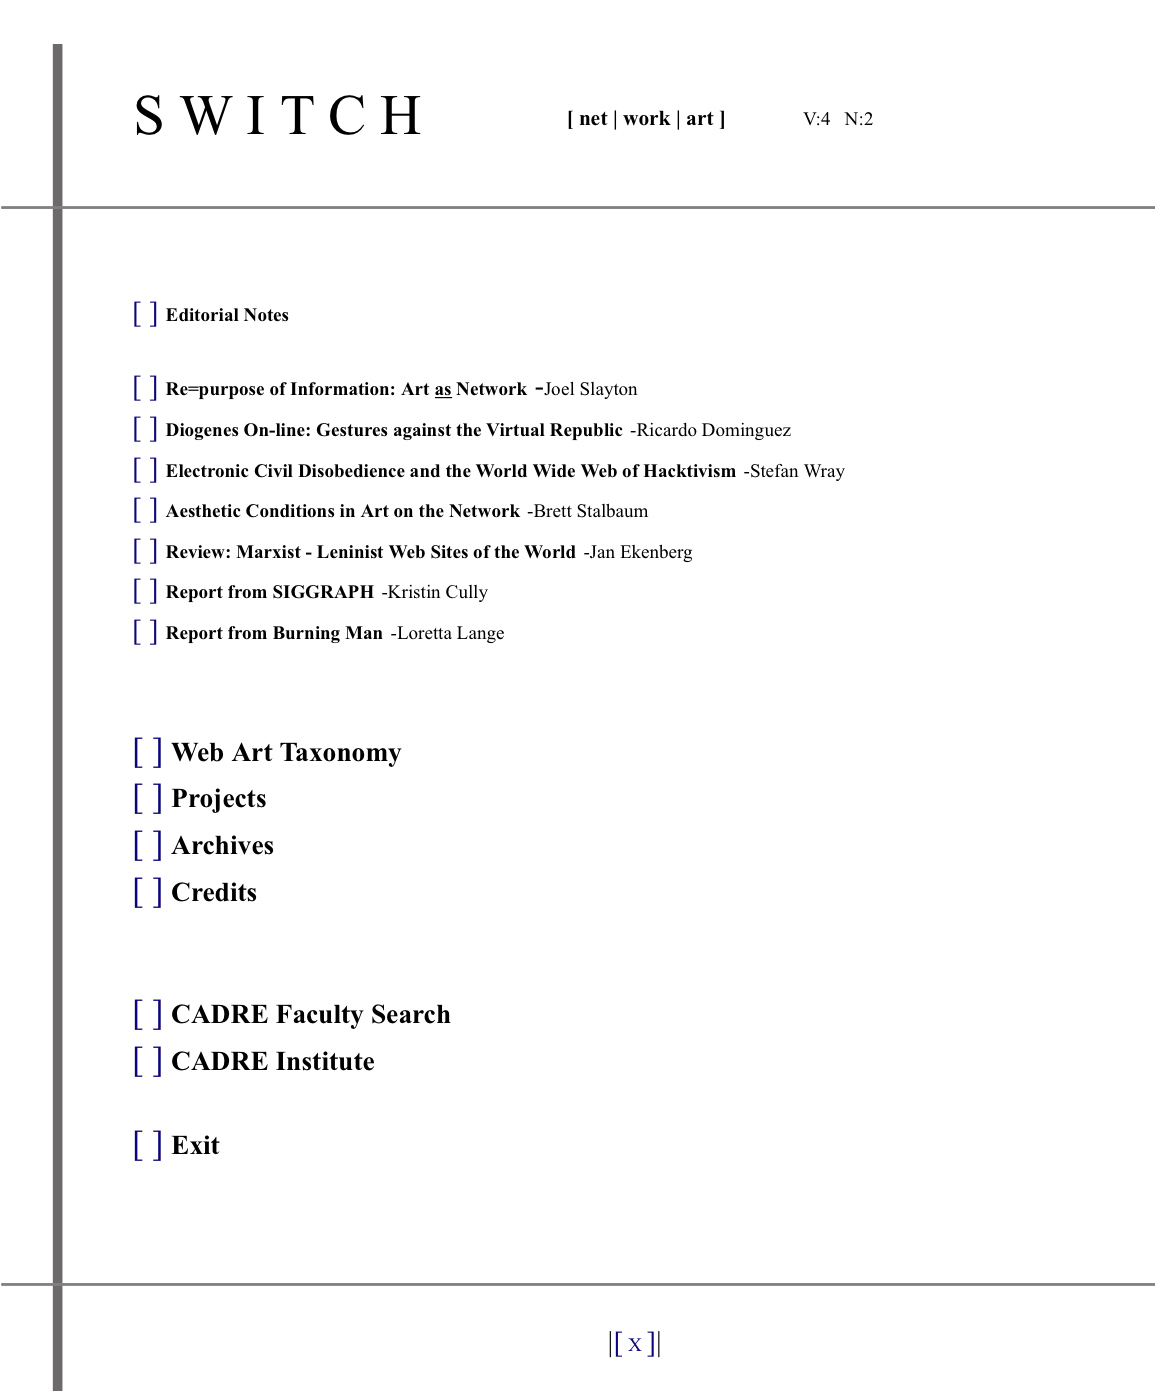 S W I T C H [ net | work | art ] V:4 N:2
[ ] Editorial Notes
[ ] Re=purpose of Information: Art as Network -Joel Slayton
[ ] Diogenes On-line: Gestures against the Virtual Republic -Ricardo Dominguez
[ ] Electronic Civil Disobedience and the World Wide Web of Hacktivism -Stefan Wray
[ ] Aesthetic Conditions in Art on the Network -Brett Stalbaum
[ ] Review: Marxist - Leninist Web Sites of the World -Jan Ekenberg
[ ] Report from SIGGRAPH -Kristin Cully
[ ] Report from Burning Man -Loretta Lange
[ ] Web Art Taxonomy
[ ] Projects
[ ] Archives
[ ] Credits
[ ] CADRE Faculty Search
[ ] CADRE Institute
[ ] Exit
|[ x ]|